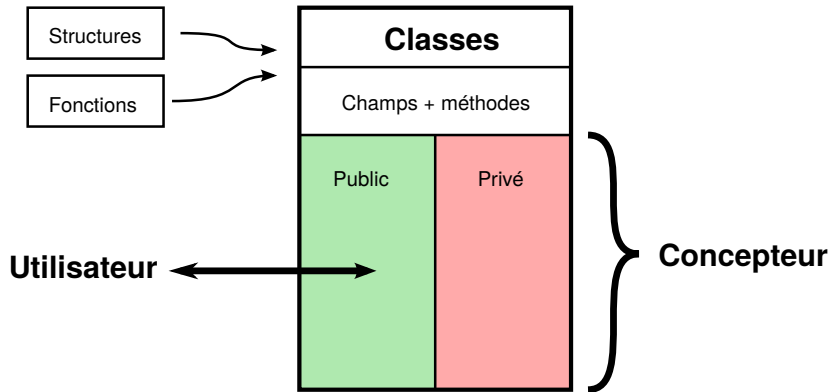 Structures
Classes
Fonctions
Champs + méthodes
Public
Privé
Utilisateur
Concepteur